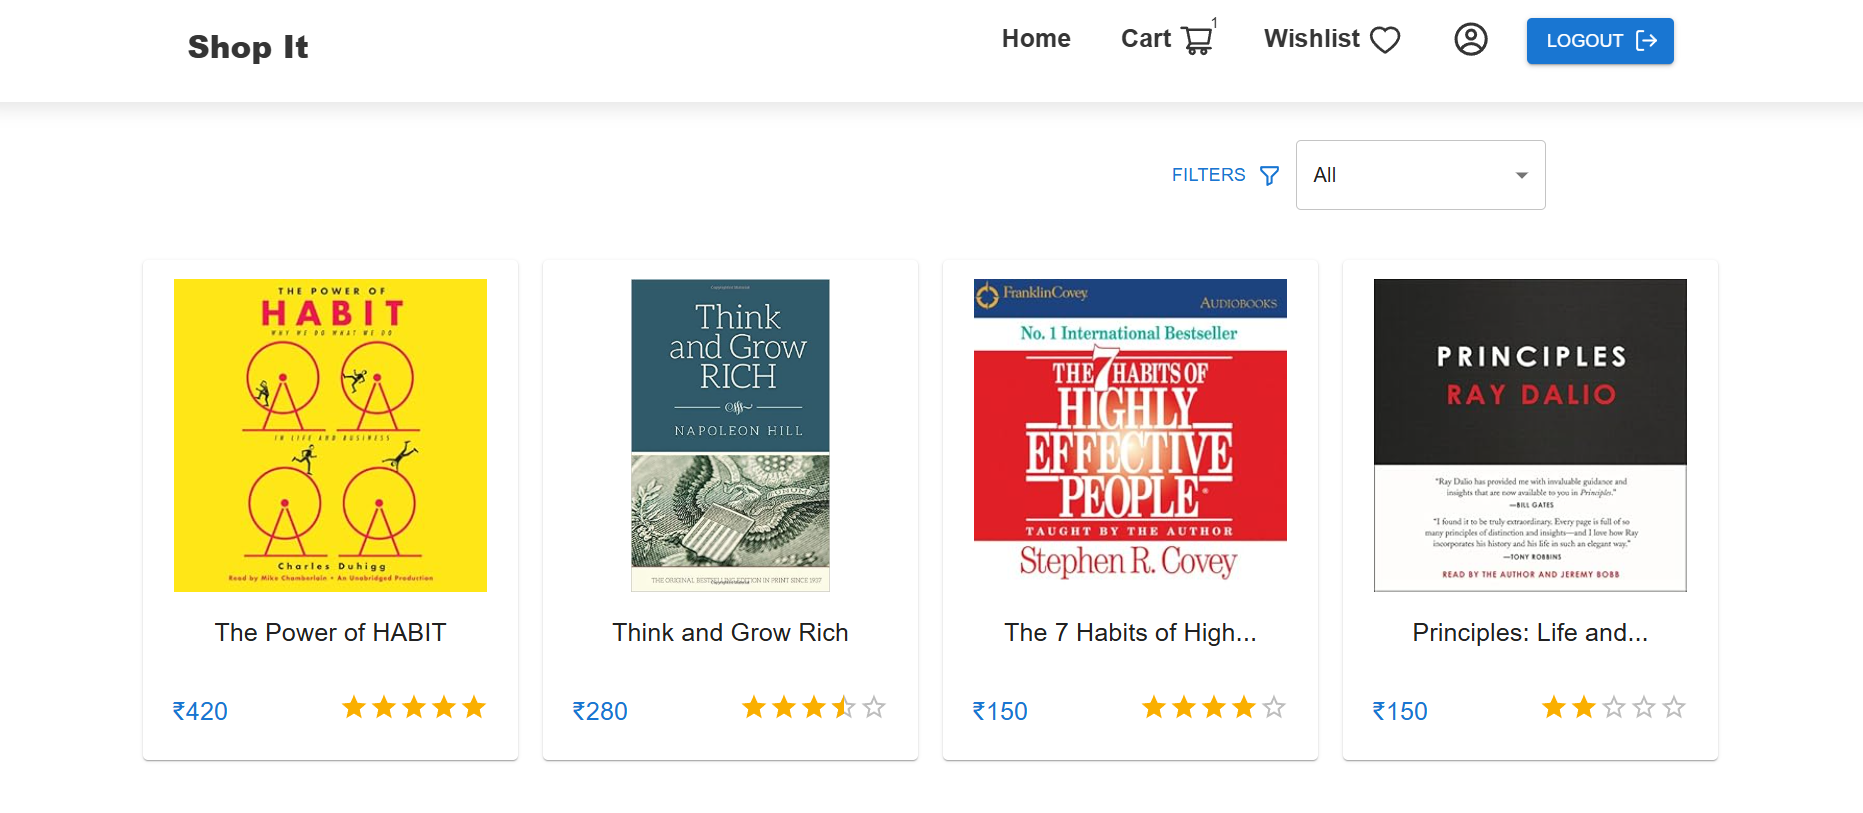 Shop It
Home
Cart
1
Wishlist
LOGOUT
FILTERS
All
THE POWER OF
HABIT
WHY WE DO WHAT WE DO
IN LIFE AND BUSINESS
Charles Duhigg
Read by Mike Chamberlain • An Unabridged Production
The Power of HABIT
₹420
Think
and Grow
RICH
NAPOLEON HILL
THE ORIGINAL BESTSELLING EDITION IN PRINT SINCE 1937
Think and Grow Rich
₹280
FranklinCovey
AUDIOBOOKS
No. 1 International Bestseller
THE 7 HABITS OF
HIGHLY
EFFECTIVE
PEOPLE®
TAUGHT BY THE AUTHOR
Stephen R. Covey
The 7 Habits of High...
₹150
PRINCIPLES
RAY DALIO
“Ray Dalio has provided me with invaluable guidance and
insights that are now available to you in Principles.”
—BILL GATES
“I found it to be truly extraordinary. Every page is full of so
many principles of distinction and insights—and I love how Ray
incorporates his history and his life in such an elegant way.”
—TONY ROBBINS
READ BY THE AUTHOR AND JEREMY BOBB
Principles: Life and...
₹150